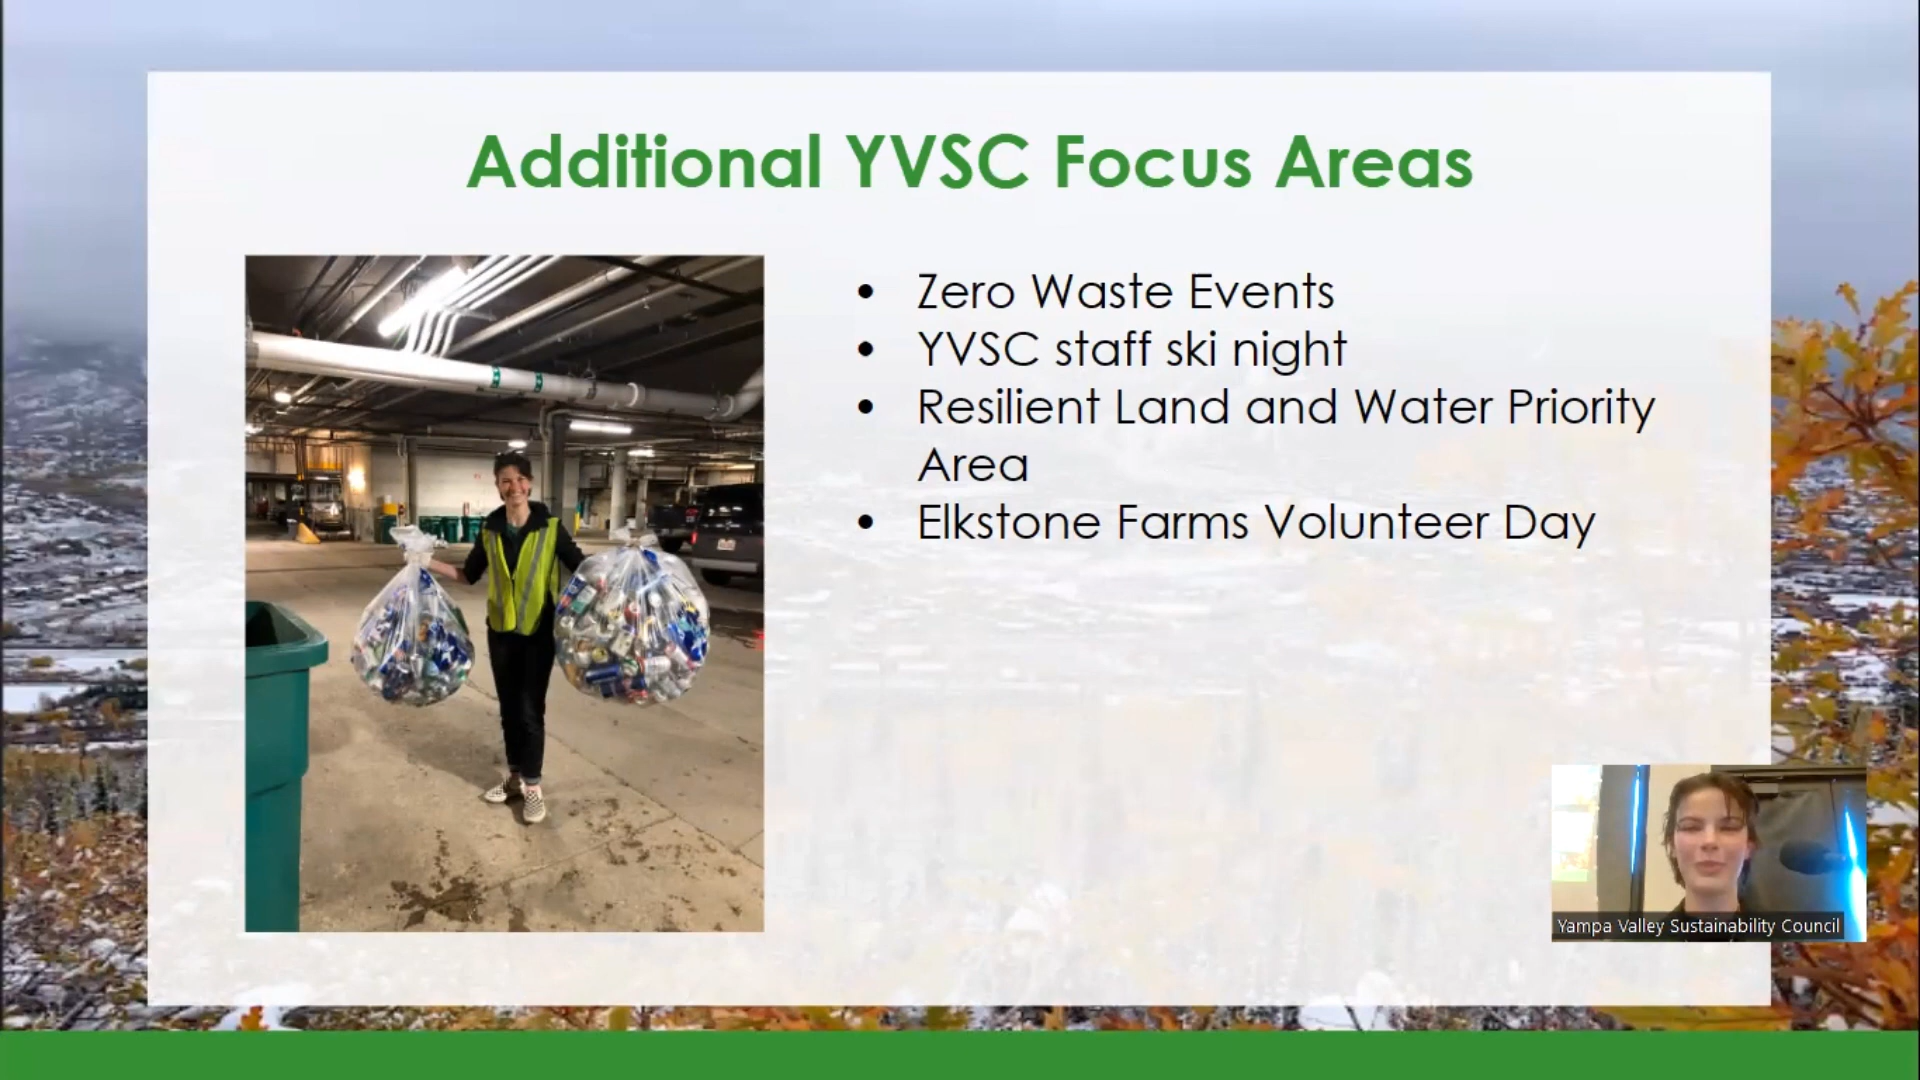 Additional YVSC Focus Areas
• Zero Waste Events
• YVSC staff ski night
• Resilient Land and Water Priority
Area
• Elkstone Farms Volunteer Day
Yampa Valley Sustainability Council